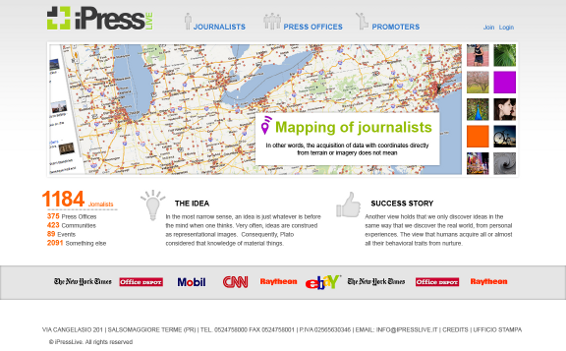 iPress LIVE
JOURNALISTS PRESS OFFICES PROMOTERS Join Login
Mapping of journalists
In other words, the acquisition of data with coordinates directly
from terrain or imagery does not mean
1184 Jornalists
375 Press Offices
423 Communities
89 Events
2091 Something else
THE IDEA
In the most narrow sense, an idea is just whatever is before
the mind when one thinks. Very often, ideas are construed
as representational images. Consequently, Plato
considered that knowledge of material things.
SUCCESS STORY
Another view holds that we only discover ideas in the
same way that we discover the real world, from personal
experiences. The view that humans acquire all or almost
all their behavioral traits from nurture.
The New York Times Office DEPOT Mobil CNN Raytheon ebay The New York Times Office DEPOT Raytheon
VIA CANGELASIO 201 | SALSOMAGGIORE TERME (PR) | TEL. 0524758000 FAX 0524758001 | P.IVA 02565630346 | EMAIL: INFO@IPRESSLIVE.IT | CREDITS | UFFICIO STAMPA
© iPressLive. All rights reserved